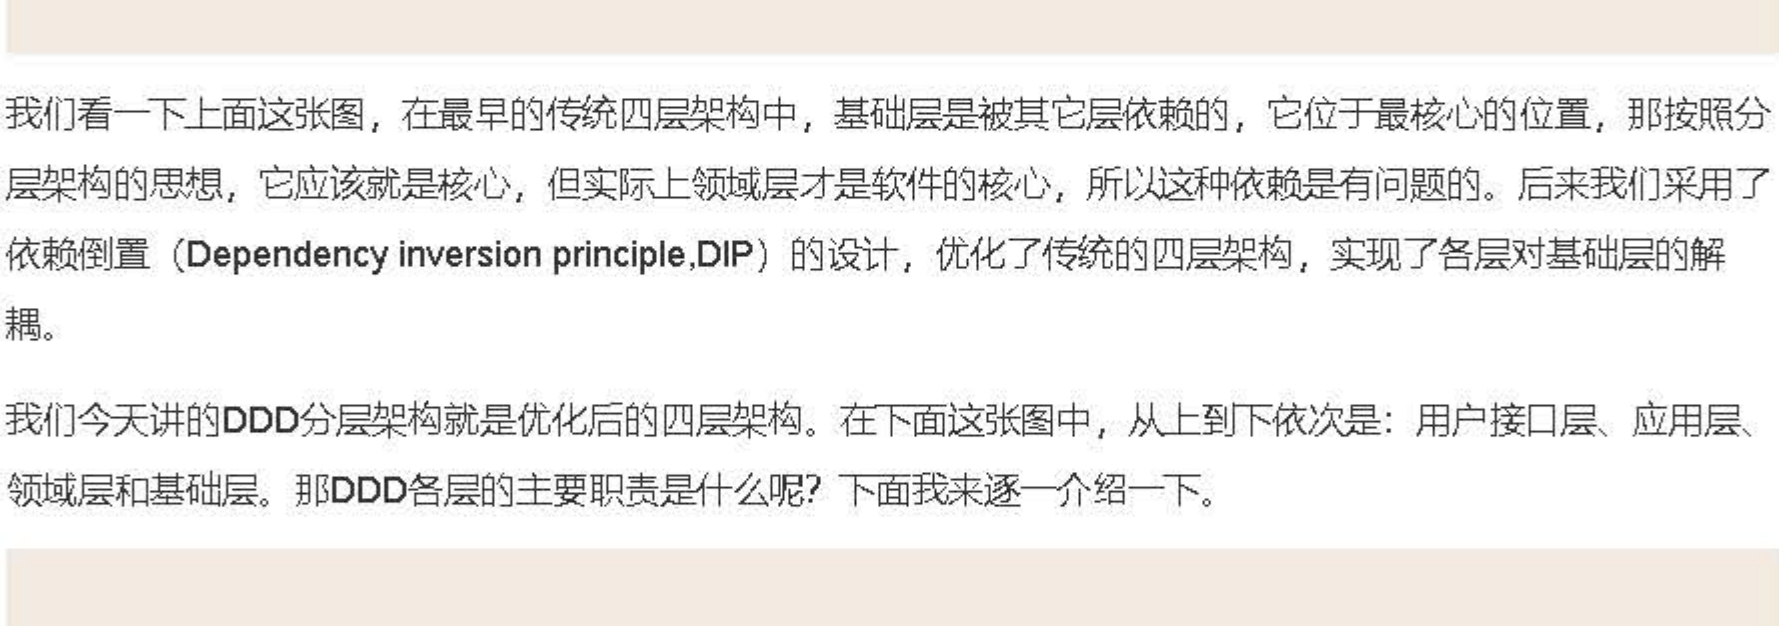 我们看一下上面这张图，在最早的传统四层架构中，基础层是被其它层依赖的，它位于最核心的位置，那按照分
层架构的思想，它应该就是核心，但实际上领域层才是软件的核心，所以这种依赖是有问题的。后来我们采用了
依赖倒置（Dependency inversion principle,DIP）的设计，优化了传统的四层架构，实现了各层对基础层的解
耦。
我们今天讲的DDD分层架构就是优化后的四层架构。在下面这张图中，从上到下依次是：用户接口层、应用层、
领域层和基础层。那DDD各层的主要职责是什么呢？下面我来逐一介绍一下。